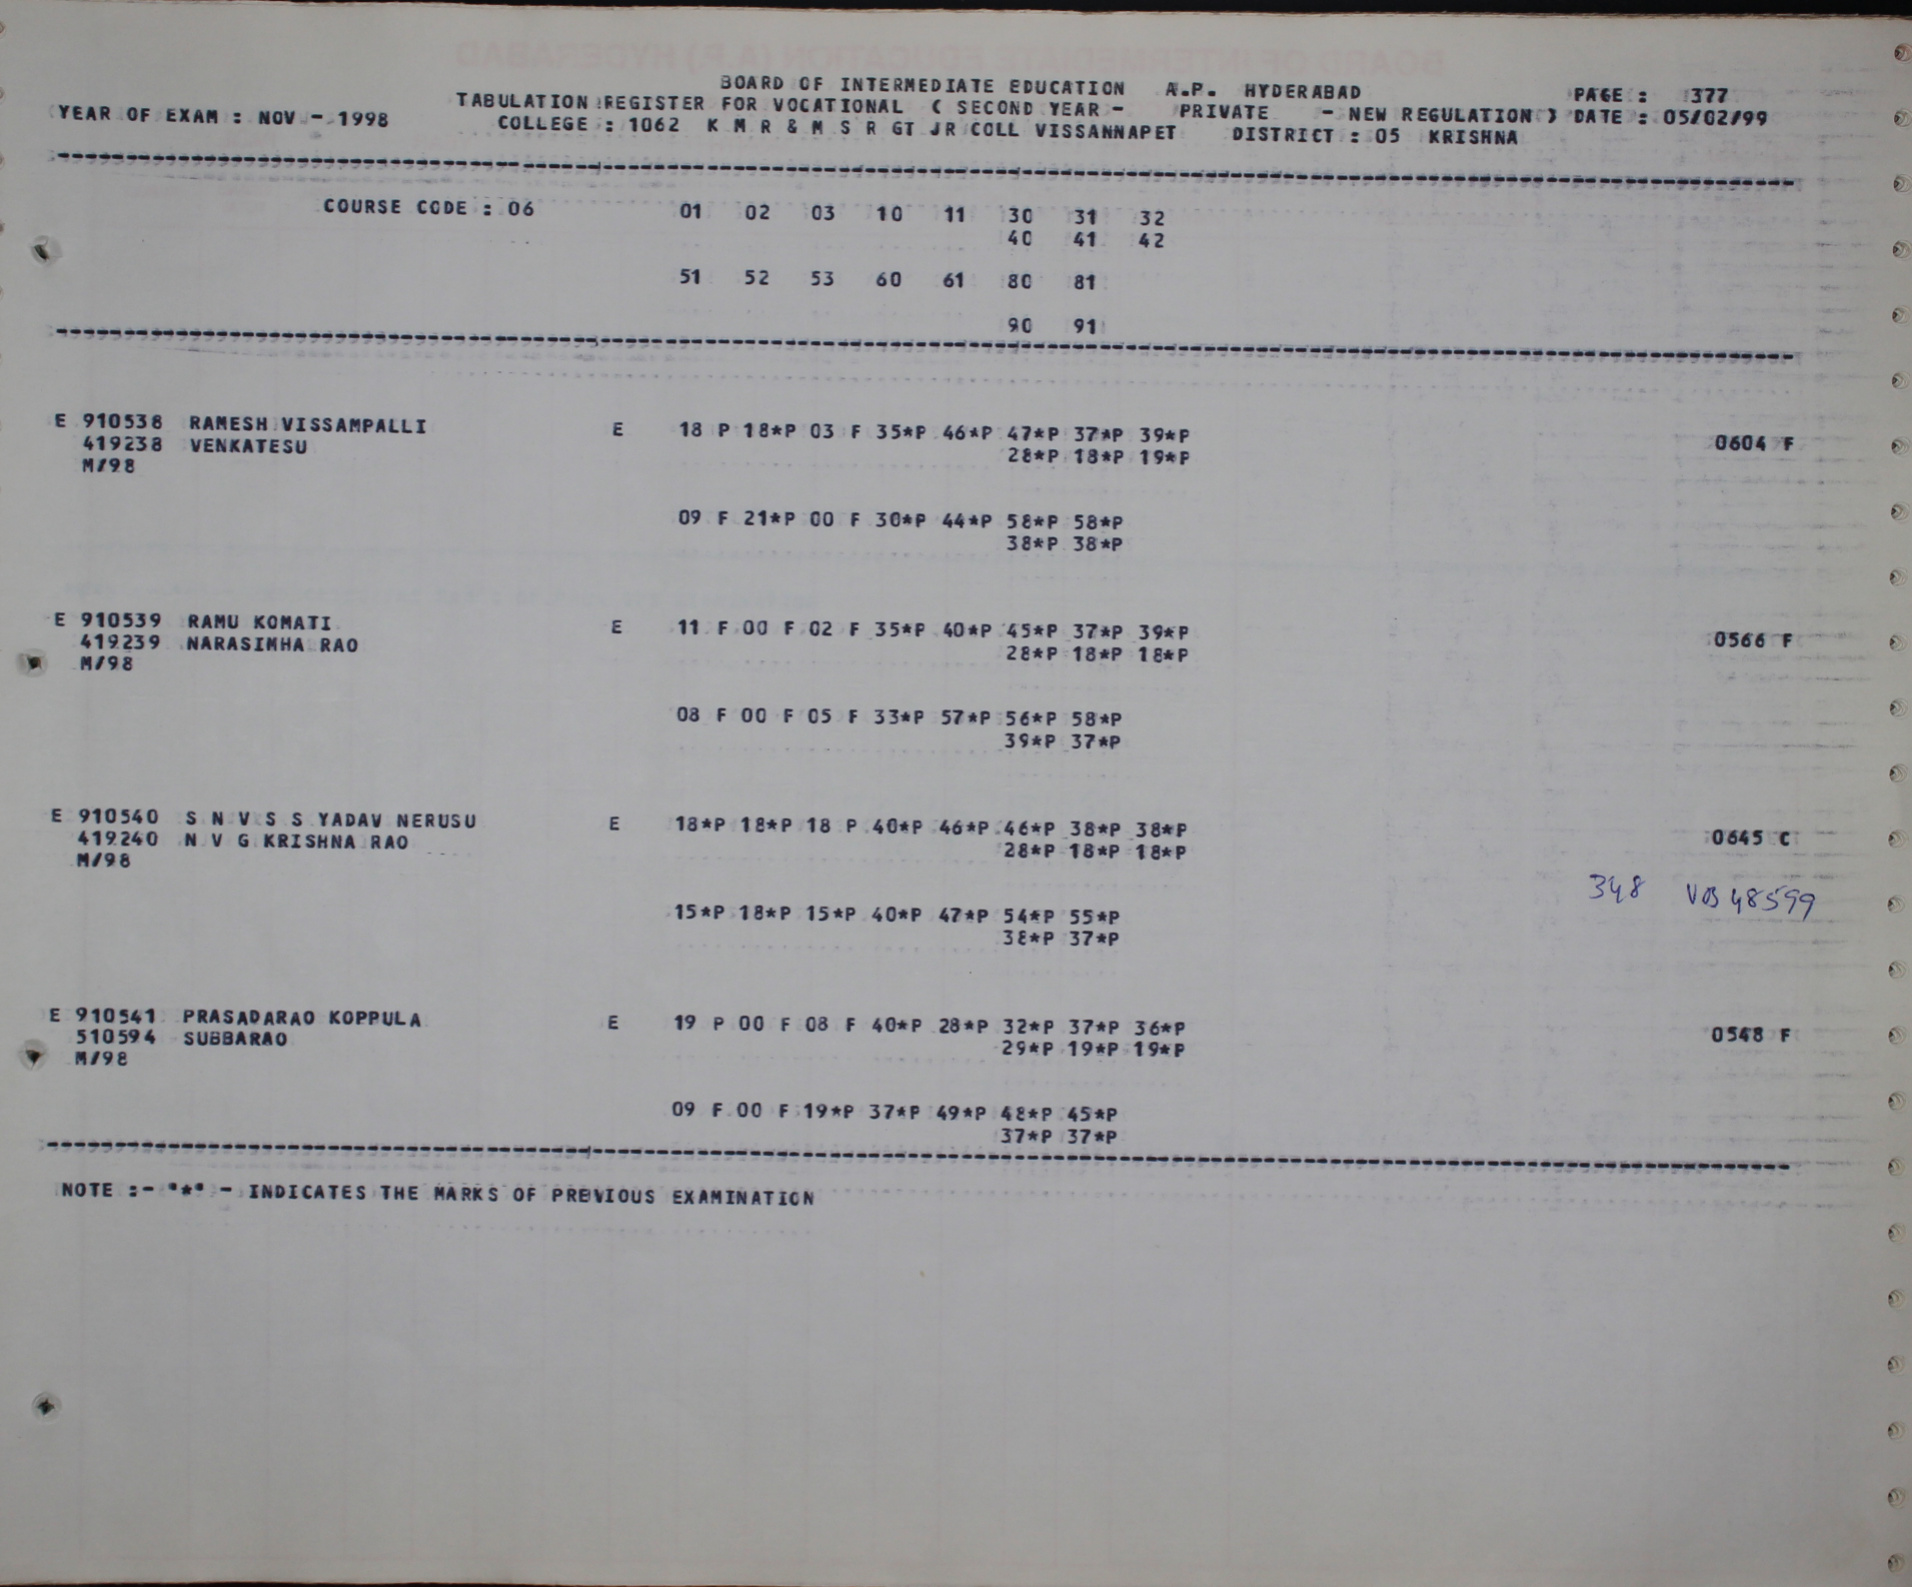 BOARD OF INTERMEDIATE EDUCATION A.P. HYDERABAD PAGE : 377
YEAR OF EXAM : NOV - 1998 TABULATION REGISTER FOR VOCATIONAL ( SECOND YEAR - PRIVATE - NEW REGULATION ) DATE : 05/02/99
COLLEGE : 1062 K M R & M S R GT JR COLL VISSANNAPET DISTRICT : 05 KRISHNA
COURSE CODE : 06 01 02 03 10 11 30 31 32
40 41 42
51 52 53 60 61 80 81
90 91
E 910538 RAMESH VISSAMPALLI E 18 P 18*P 03 F 35*P 46*P 47*P 37*P 39*P
419238 VENKATESU 28*P 18*P 19*P 0604 F
M/98
09 F 21*P 00 F 30*P 44*P 58*P 58*P
38*P 38*P
E 910539 RAMU KOMATI E 11 F 00 F 02 F 35*P 40*P 45*P 37*P 39*P
419239 NARASIMHA RAO 28*P 18*P 18*P 0566 F
M/98
08 F 00 F 05 F 33*P 57*P 56*P 58*P
39*P 37*P
E 910540 S N V S S YADAV NERUSU E 18*P 18*P 18 P 40*P 46*P 46*P 38*P 38*P
419240 N V G KRISHNA RAO 28*P 18*P 18*P 0645 C
M/98
348 VB 48599
15*P 18*P 15*P 40*P 47*P 54*P 55*P
38*P 37*P
E 910541 PRASADARAO KOPPULA E 19 P 00 F 08 F 40*P 28*P 32*P 37*P 36*P
510594 SUBBARAO 29*P 19*P 19*P 0548 F
M/98
09 F 00 F 19*P 37*P 49*P 48*P 45*P
37*P 37*P
NOTE :- "*" - INDICATES THE MARKS OF PREVIOUS EXAMINATION